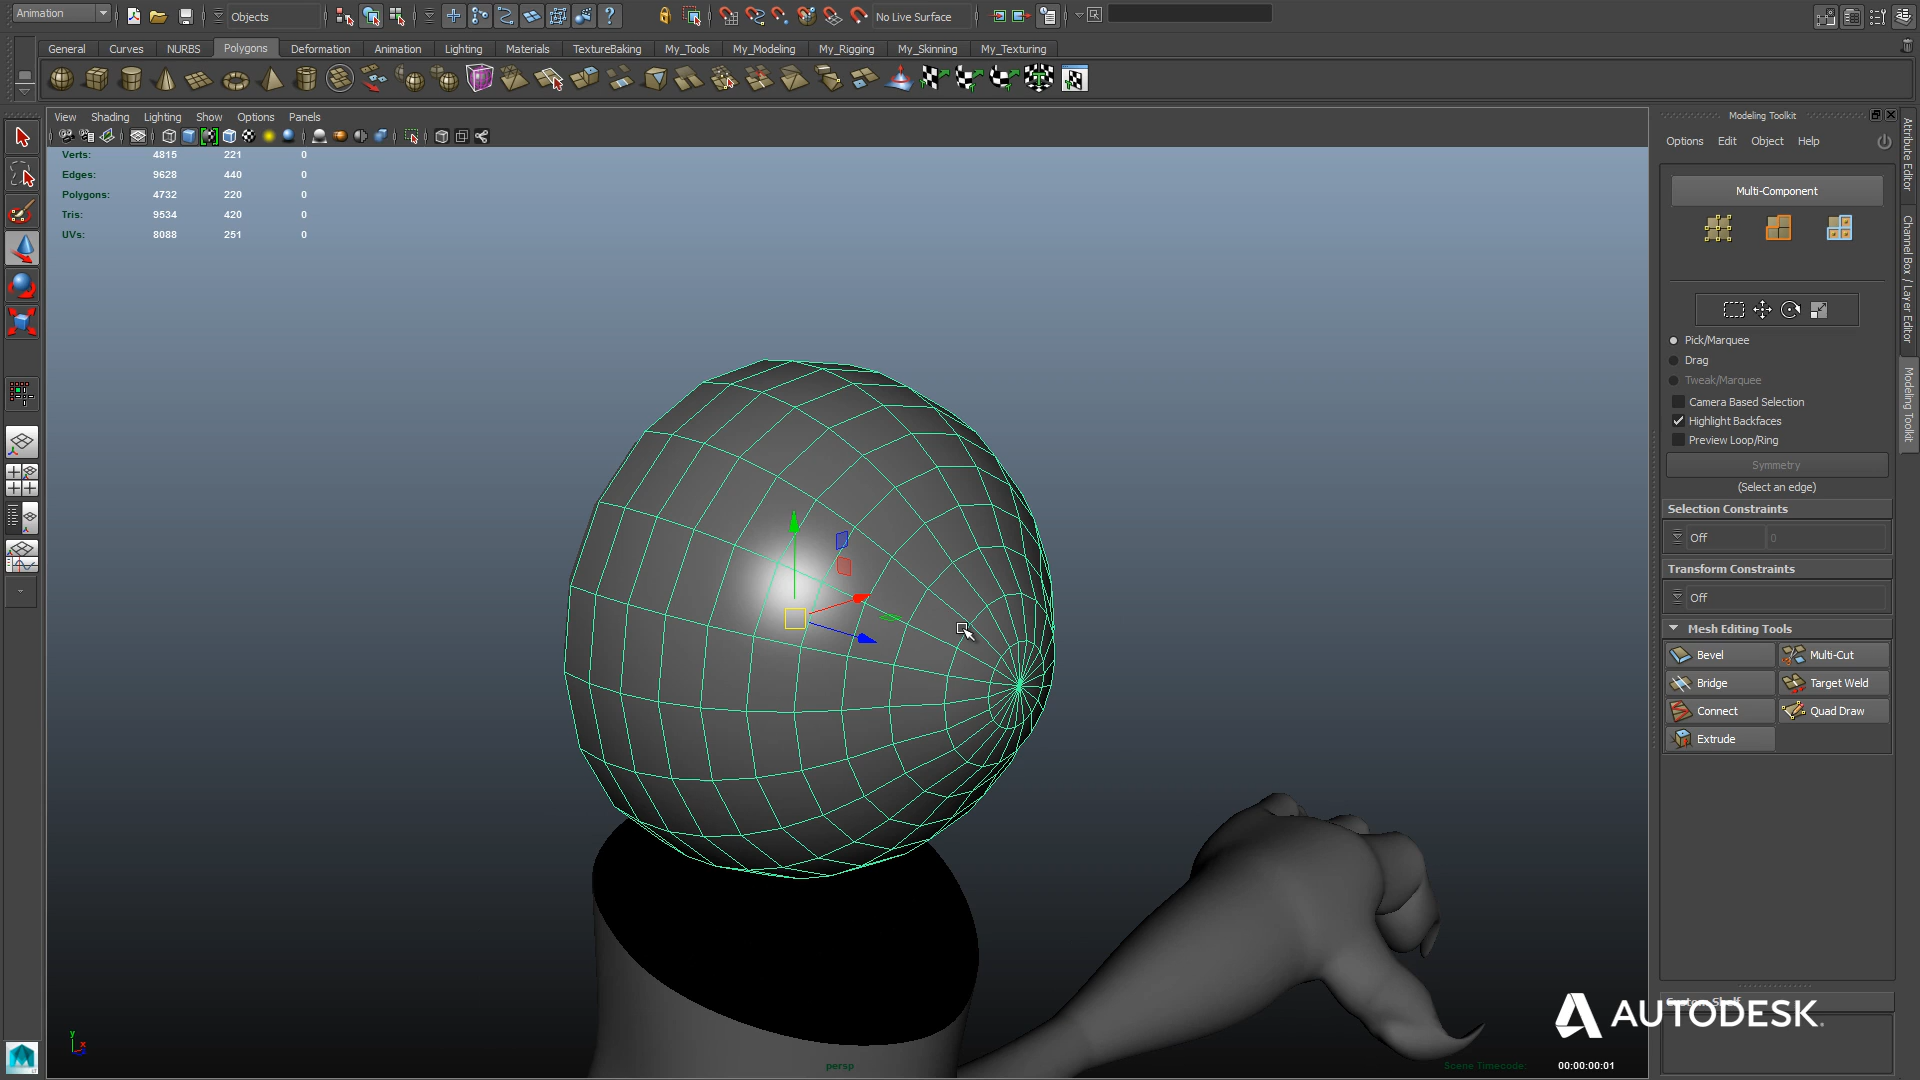 Animation
Objects
No Live Surface
General Curves NURBS Polygons Deformation Animation Lighting Materials TextureBaking My_Tools My_Modeling My_Rigging My_Skinning My_Texturing
View Shading Lighting Show Options Panels
Verts: 4815 221 0
Edges: 9628 440 0
Polygons: 4732 220 0
Tris: 9534 420 0
UVs: 8088 251 0
Modeling Toolkit
Options Edit Object Help
Multi-Component
Pick/Marquee
Drag
Tweak/Marquee
Camera Based Selection
Highlight Backfaces
Preview Loop/Ring
Symmetry
(Select an edge)
Selection Constraints
Off 0
Transform Constraints
Off
Mesh Editing Tools
Bevel Multi-Cut
Bridge Target Weld
Connect Quad Draw
Extrude
Attribute Editor
Channel Box / Layer Editor
Modeling Toolkit
Custom Shelf
AUTODESK.
y
x
persp
Scene Timecode: 00:00:00:01